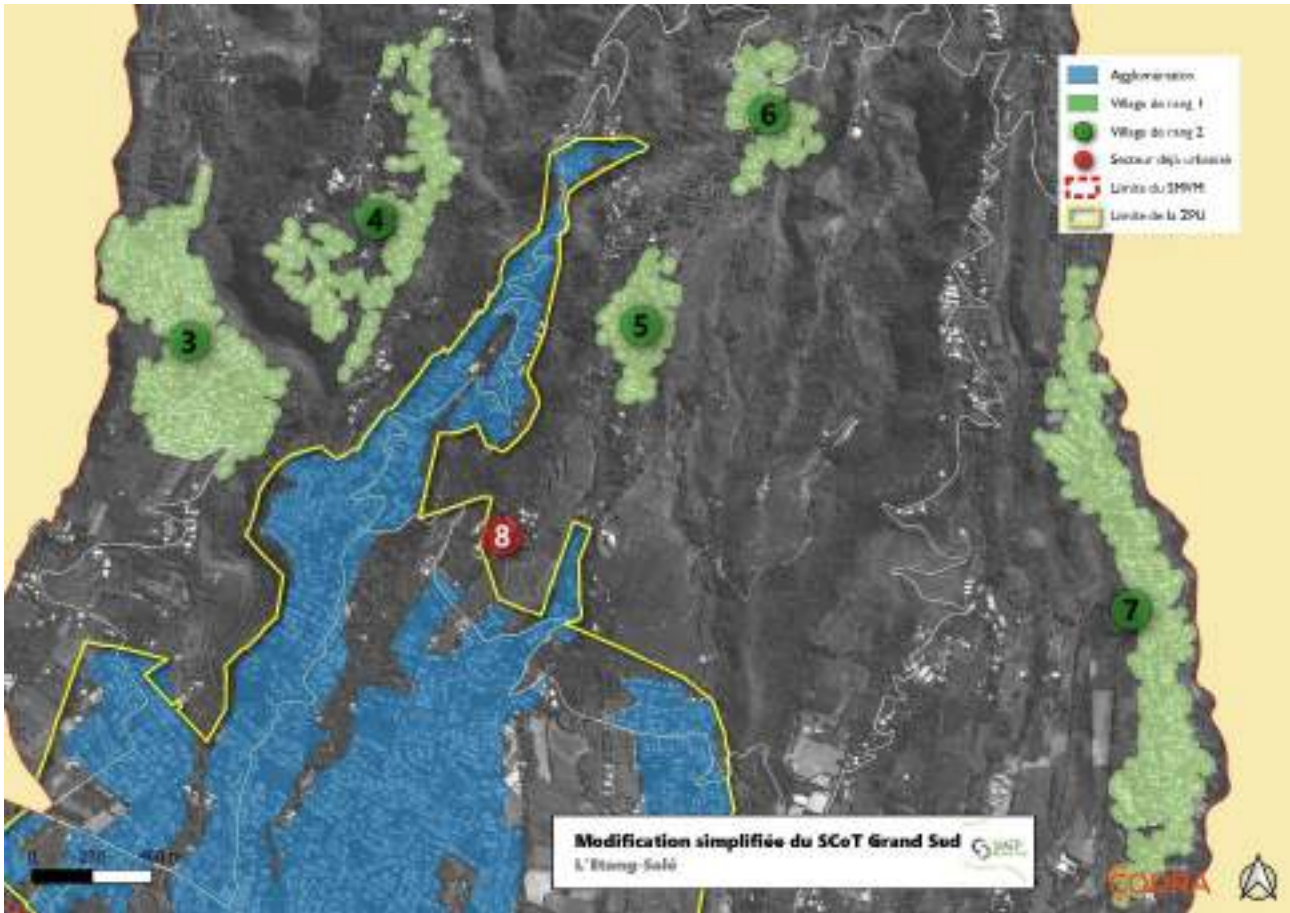 6
Agglomération
Village de rang 1
Village de rang 2
Secteur déjà urbanisé
Limite du SMVM
Limite de la ZPU
4
5
3
8
7
Modification simplifiée du SCoT Grand Sud
L'Etang-Salé
0